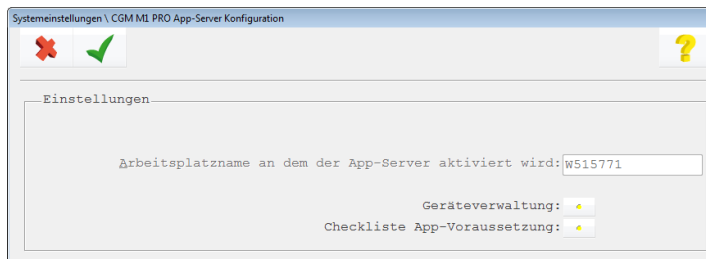 Systemeinstellungen \ CGM M1 PRO App-Server Konfiguration
Einstellungen
Arbeitsplatzname an dem der App-Server aktiviert wird: W515771
Geräteverwaltung:
Checkliste App-Voraussetzung: